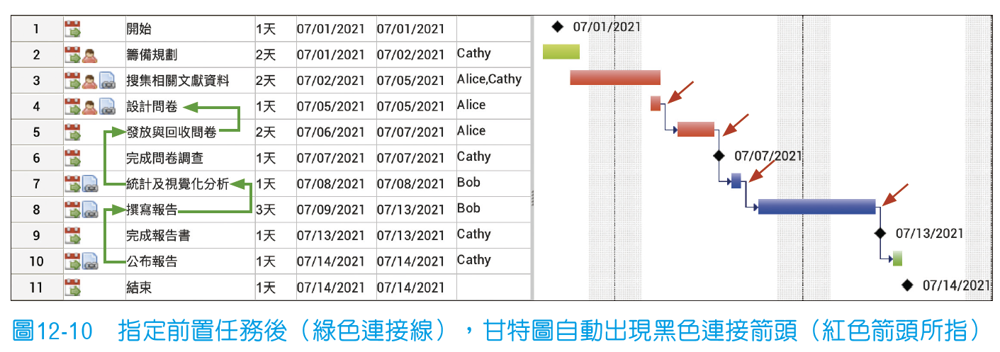 1 開始 1天 07/01/2021 07/01/2021 07/01/2021
2 籌備規劃 2天 07/01/2021 07/02/2021 Cathy
3 搜集相關文獻資料 2天 07/02/2021 07/05/2021 Alice,Cathy
4 設計問卷 1天 07/05/2021 07/05/2021 Alice
5 發放與回收問卷 2天 07/06/2021 07/07/2021 Alice
6 完成問卷調查 1天 07/07/2021 07/07/2021 Cathy 07/07/2021
7 統計及視覺化分析 1天 07/08/2021 07/08/2021 Bob
8 撰寫報告 3天 07/09/2021 07/13/2021 Bob
9 完成報告書 1天 07/13/2021 07/13/2021 Cathy 07/13/2021
10 公布報告 1天 07/14/2021 07/14/2021 Cathy
11 結束 1天 07/14/2021 07/14/2021 07/14/2021
圖12-10 指定前置任務後（綠色連接線），甘特圖自動出現黑色連接箭頭（紅色箭頭所指）